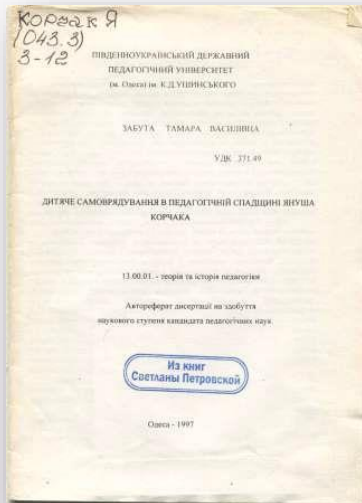 Корчак Я
(043.3)
З-12
ПІВДЕННОУКРАЇНСЬКИЙ ДЕРЖАВНИЙ
ПЕДАГОГІЧНИЙ УНІВЕРСИТЕТ
(м. Одеса) ім. К.Д.УШИНСЬКОГО
ЗАБУТА ТАМАРА ВАСИЛІВНА
УДК 371.49
ДИТЯЧЕ САМОВРЯДУВАННЯ В ПЕДАГОГІЧНІЙ СПАДЩИНІ ЯНУША
КОРЧАКА
13.00.01. - теорія та історія педагогіки
Автореферат дисертації на здобуття
наукового ступеня кандидата педагогічних наук
Из книг
Светланы Петровской
Одеса - 1997